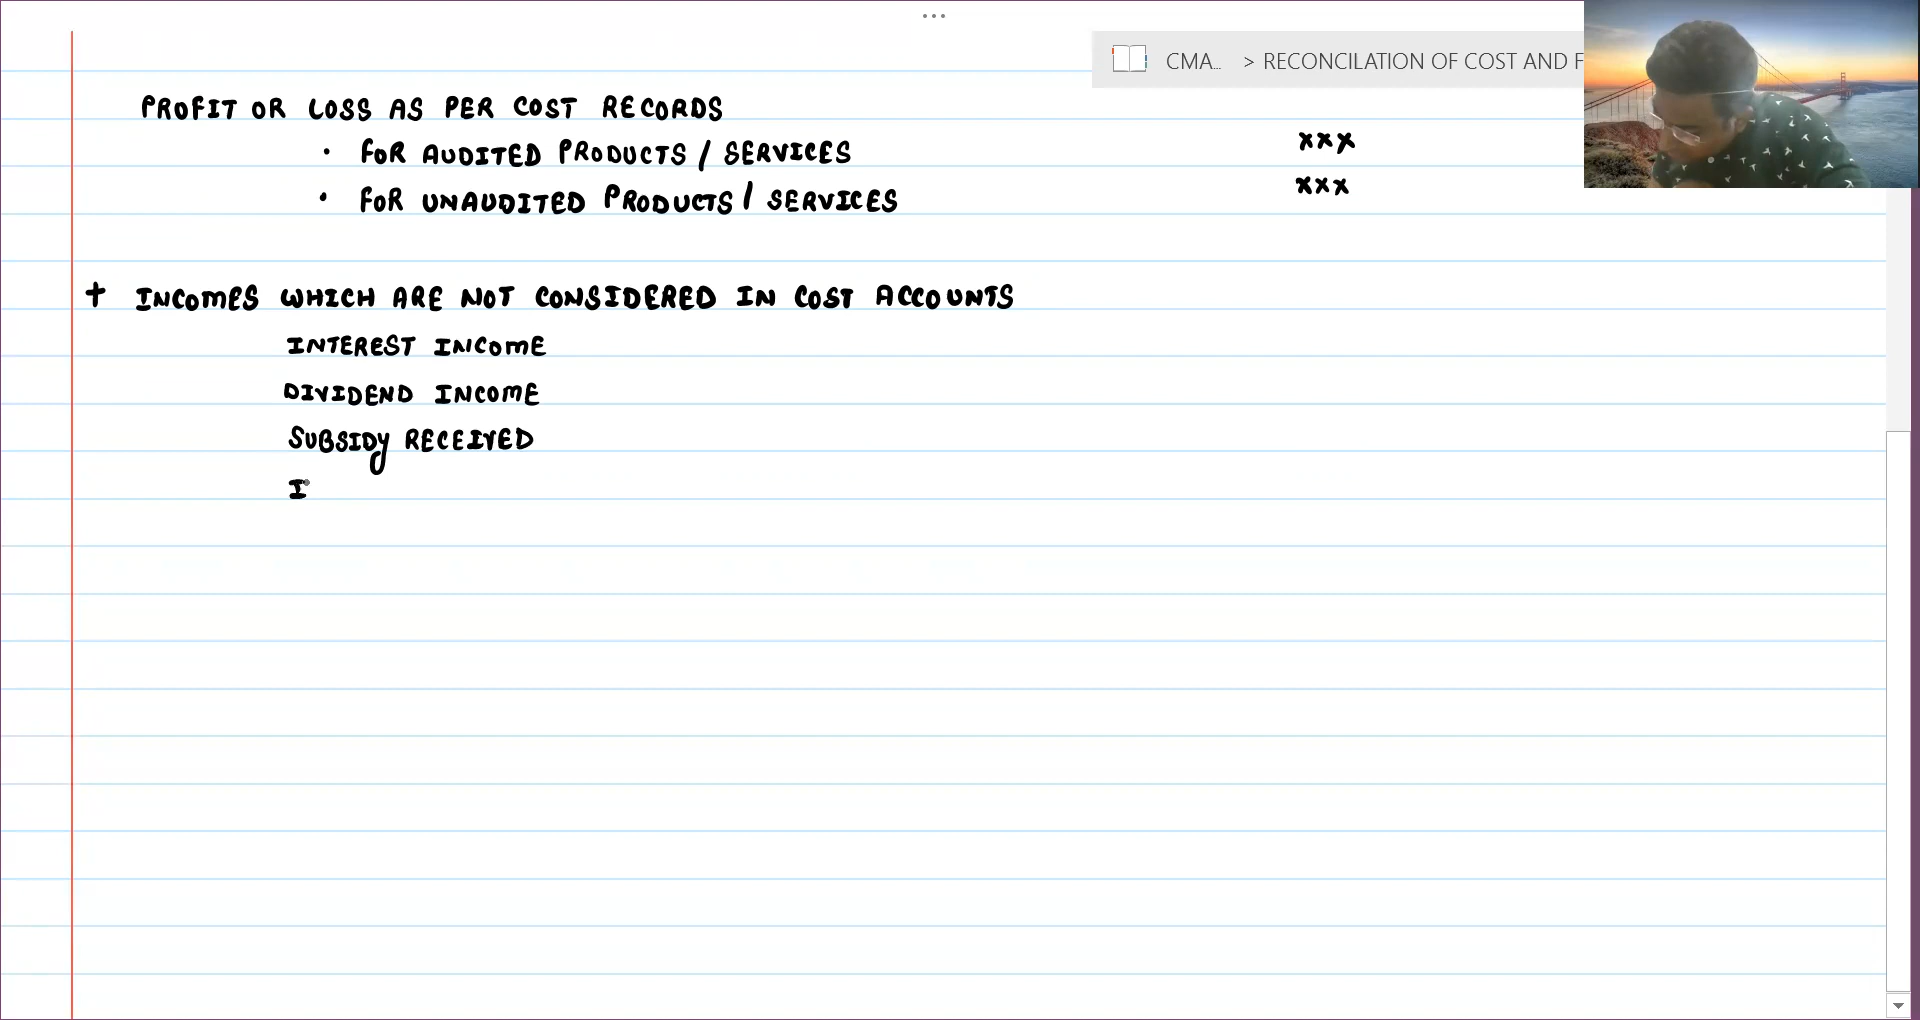 ...
CMA... > RECONCILATION OF COST AND F
PROFIT OR LOSS AS PER COST RECORDS
• FOR AUDITED PRODUCTS / SERVICES xxx
• FOR UNAUDITED PRODUCTS / SERVICES xxx
+ INCOMES WHICH ARE NOT CONSIDERED IN COST ACCOUNTS
INTEREST INCOME
DIVIDEND INCOME
SUBSIDY RECEIVED
I